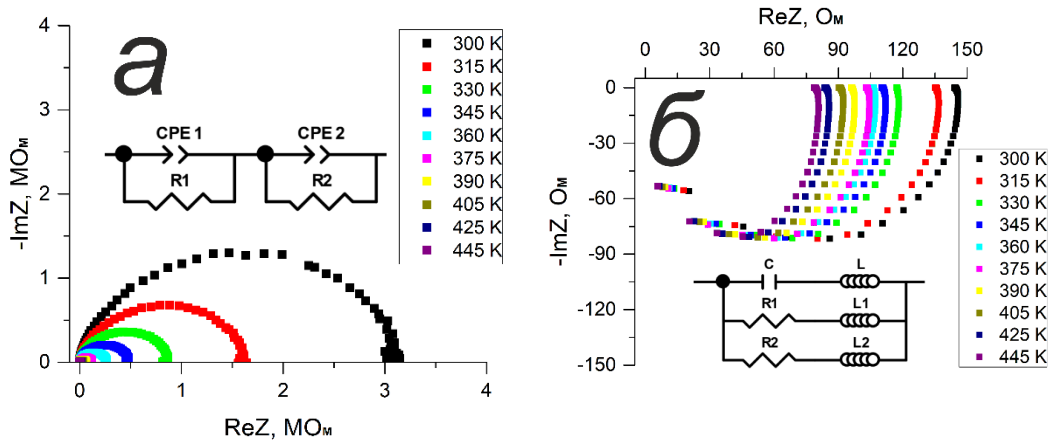 а
4
3
2
1
0
-ImZ, МОм
0
1
2
3
4
ReZ, МОм
CPE 1
CPE 2
R1
R2
300 K
315 K
330 K
345 K
360 K
375 K
390 K
405 K
425 K
445 K
б
ReZ, Ом
0
30
60
90
120
150
0
-30
-60
-90
-120
-150
-ImZ, Ом
C
L
R1
L1
R2
L2
300 K
315 K
330 K
345 K
360 K
375 K
390 K
405 K
425 K
445 K